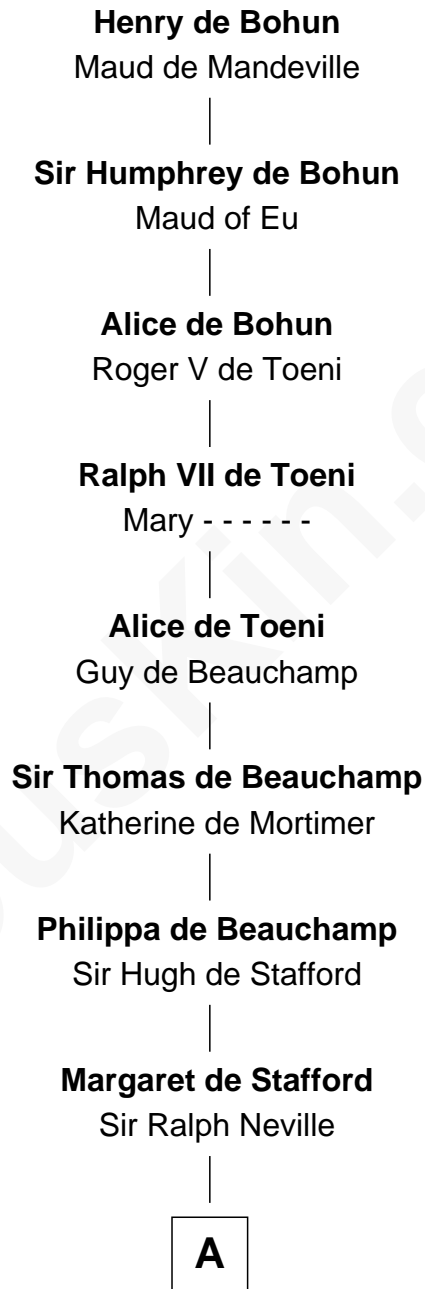 Henry de Bohun
Maud de Mandeville
Sir Humphrey de Bohun
Maud of Eu
Alice de Bohun
Roger V de Toeni
Ralph VII de Toeni
Mary - - - - - -
Alice de Toeni
Guy de Beauchamp
Sir Thomas de Beauchamp
Katherine de Mortimer
Philippa de Beauchamp
Sir Hugh de Stafford
Margaret de Stafford
Sir Ralph Neville
A